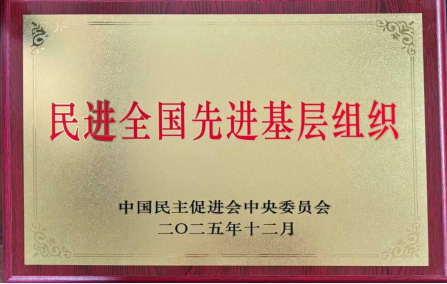 民进全国先进基层组织
中国民主促进会中央委员会
二〇二五年十二月